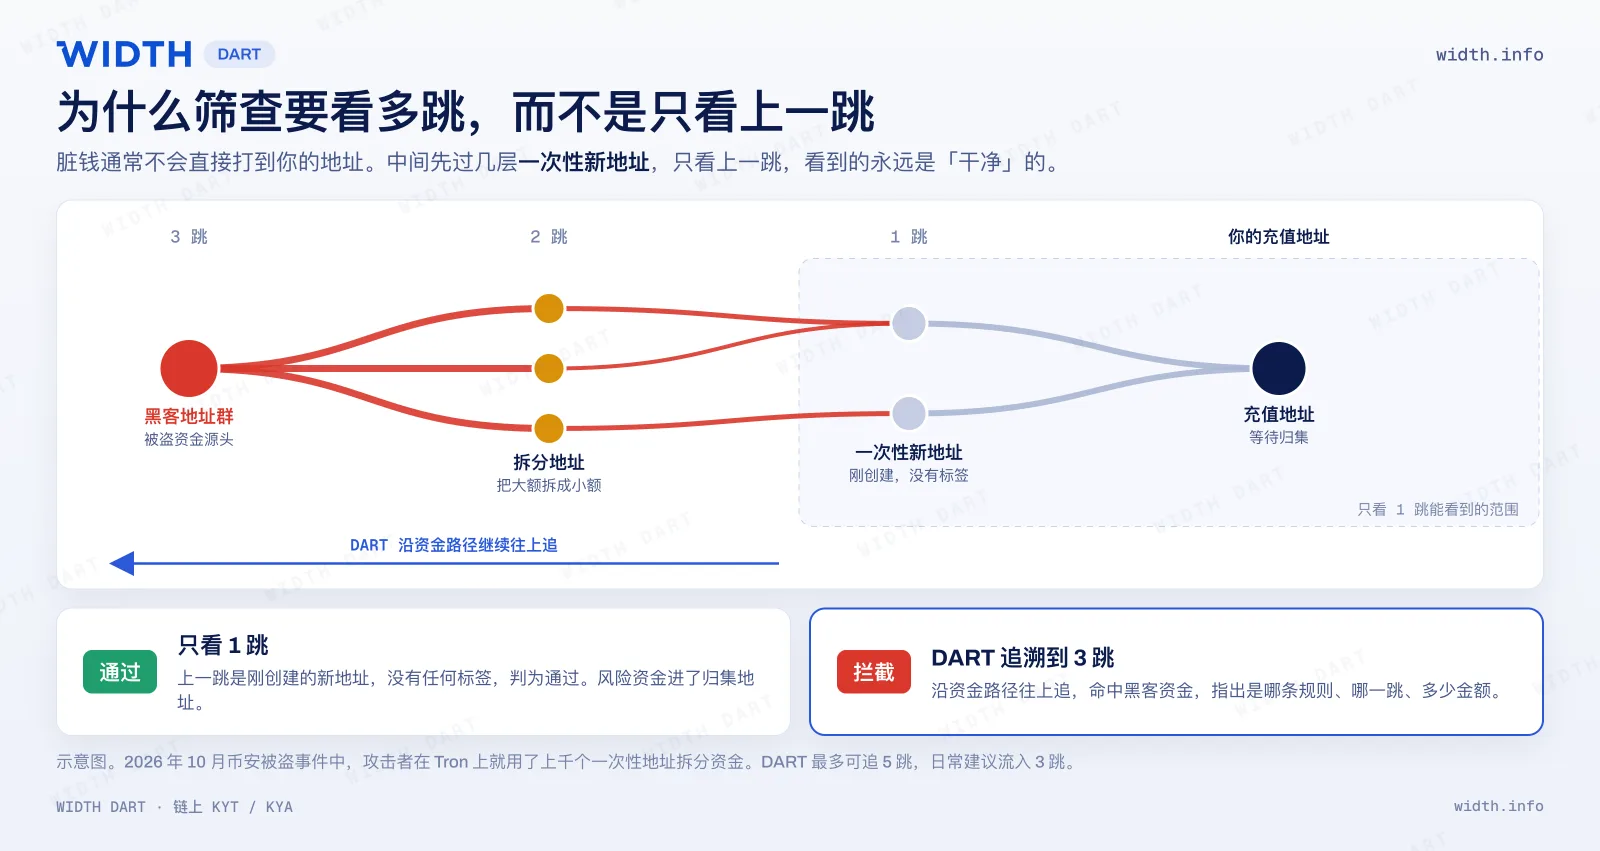 WIDTH DART
width.info
为什么筛查要看多跳，而不是只看上一跳
脏钱通常不会直接打到你的地址。中间先过几层一次性新地址，只看上一跳，看到的永远是「干净」的。
3 跳
2 跳
1 跳
你的充值地址
黑客地址群
被盗资金源头
拆分地址
把大额拆成小额
一次性新地址
刚创建，没有标签
充值地址
等待归集
只看 1 跳能看到的范围
DART 沿资金路径继续往上追
通过
只看 1 跳
上一跳是刚创建的新地址，没有任何标签，判为通过。风险资金进了归集地
址。
拦截
DART 追溯到 3 跳
沿资金路径往上追，命中黑客资金，指出是哪条规则、哪一跳、多少金额。
示意图。2026 年 10 月币安被盗事件中，攻击者在 Tron 上就用了上千个一次性地址拆分资金。DART 最多可追 5 跳，日常建议流入 3 跳。
WIDTH DART · 链上 KYT / KYA
width.info